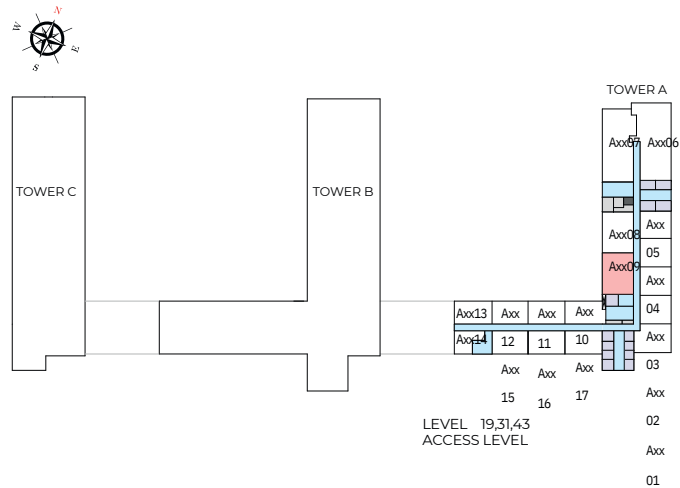 N
W
E
S
TOWER A
Axx07 Axx06
TOWER C
TOWER B
Axx08
Axx
05
Axx09
Axx
04
Axx13
Axx
12
Axx
11
Axx
10
Axx14
Axx
03
Axx
15
Axx
16
Axx
17
Axx
02
LEVEL 19,31,43
ACCESS LEVEL
Axx
01